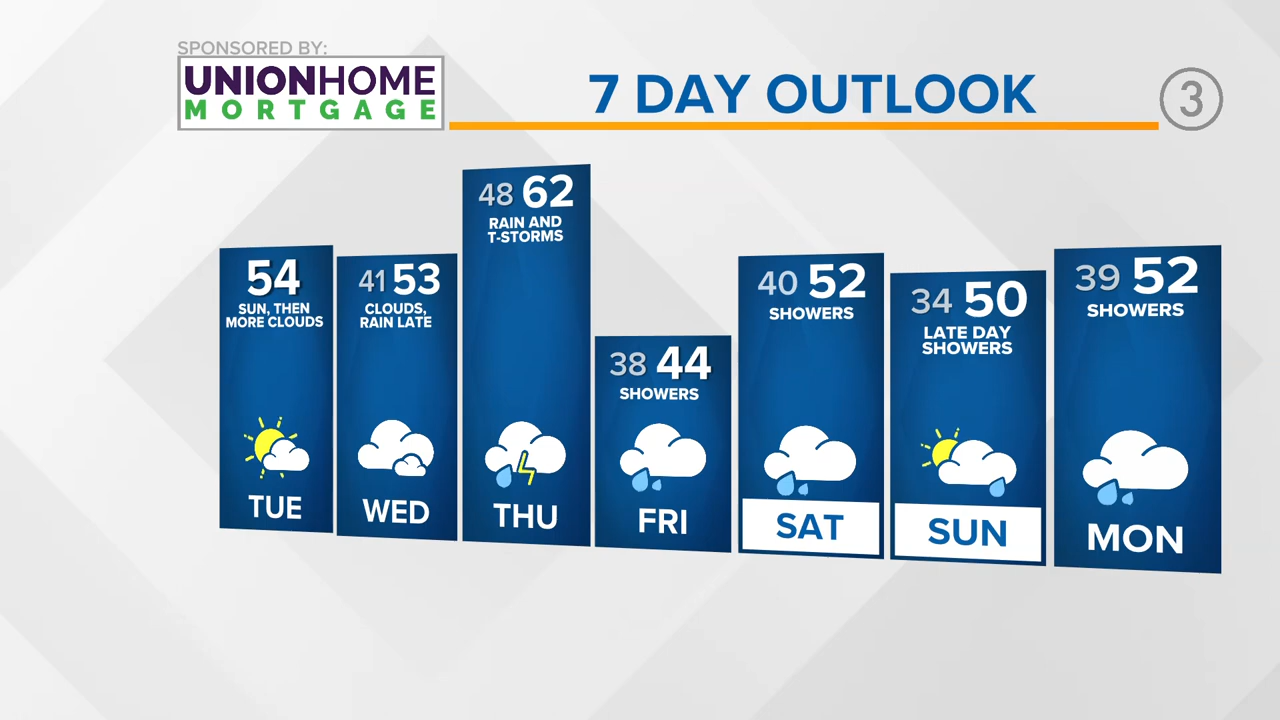 SPONSORED BY:
UNIONHOME
MORTGAGE
7 DAY OUTLOOK
3
54
SUN, THEN
MORE CLOUDS
TUE
41 53
CLOUDS,
RAIN LATE
WED
48 62
RAIN AND
T-STORMS
THU
38 44
SHOWERS
FRI
40 52
SHOWERS
SAT
34 50
LATE DAY
SHOWERS
SUN
39 52
SHOWERS
MON